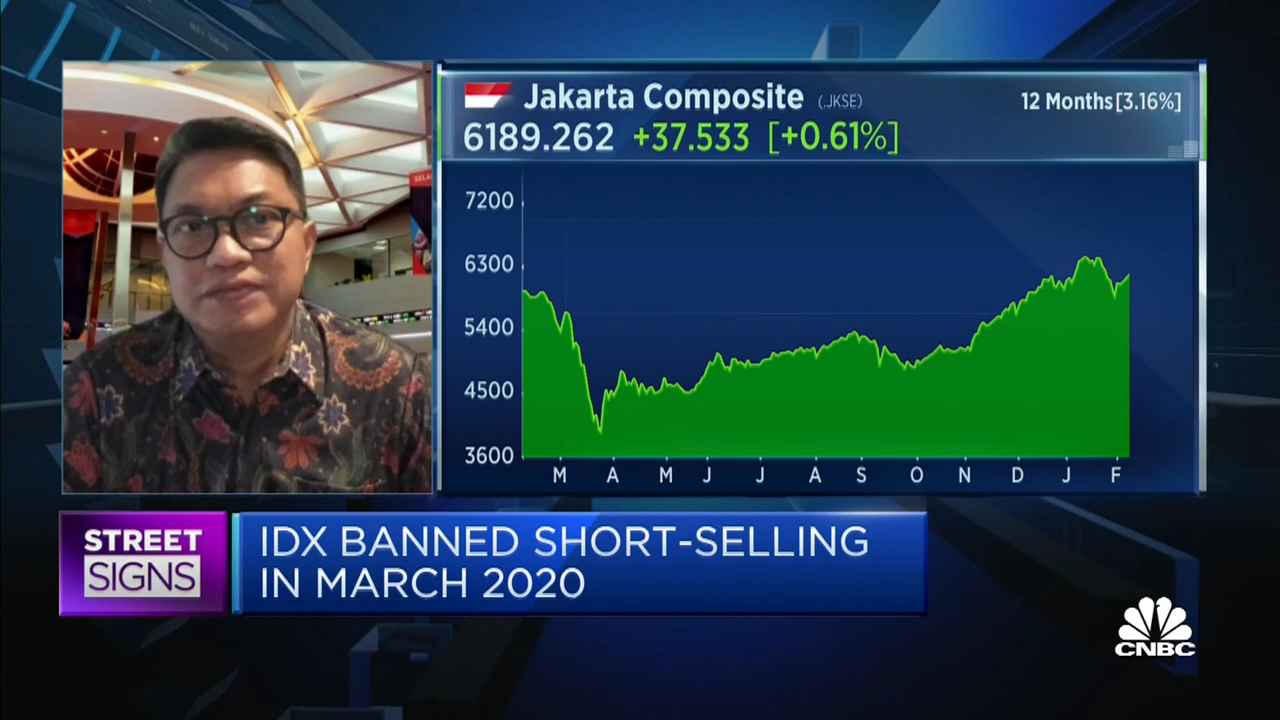 Jakarta Composite (.JKSE)
12 Months[3.16%]
6189.262 +37.533 [+0.61%]
7200
6300
5400
4500
3600
M A M J J A S O N D J F
STREET
SIGNS
IDX BANNED SHORT-SELLING
IN MARCH 2020
CNBC